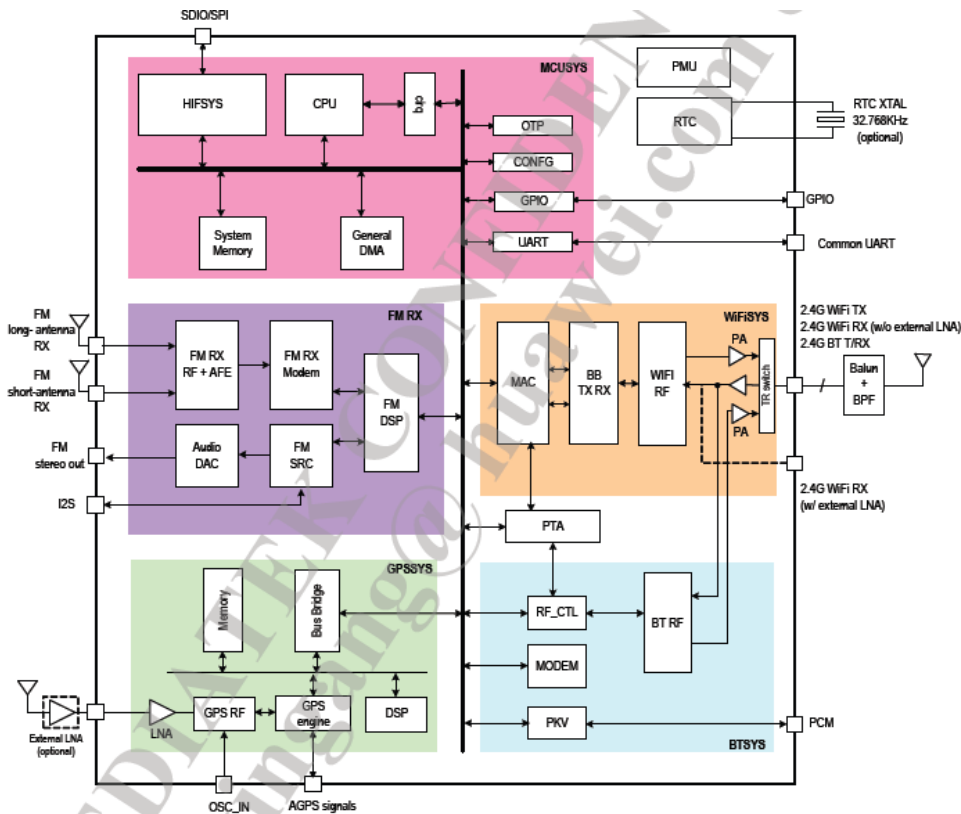 SDIO/SPI
MCUSYS
HIFSYS
CPU
cirq
OTP
CONFG
GPIO
UART
System
Memory
General
DMA
PMU
RTC
RTC XTAL
32.768KHz
(optional)
GPIO
Common UART
FM
long- antenna
RX
FM
short-antenna
RX
FM
stereo out
I2S
FM RX
FM RX
RF + AFE
FM RX
Modem
FM
DSP
Audio
DAC
FM
SRC
WiFiSYS
MAC
BB
TX RX
WIFI
RF
PA
PA
TR switch
2.4G WiFi TX
2.4G WiFi RX (w/o external LNA)
2.4G BT T/RX
Balun
+
BPF
2.4G WiFi RX
(w/ external LNA)
PTA
GPSSYS
Memory
Bus Bridge
LNA
GPS RF
GPS
engine
DSP
External LNA
(optional)
OSC_IN
AGPS signals
RF_CTL
BT RF
MODEM
PKV
BTSYS
PCM
EDIATEK CONFIDEN
@ huawei.com